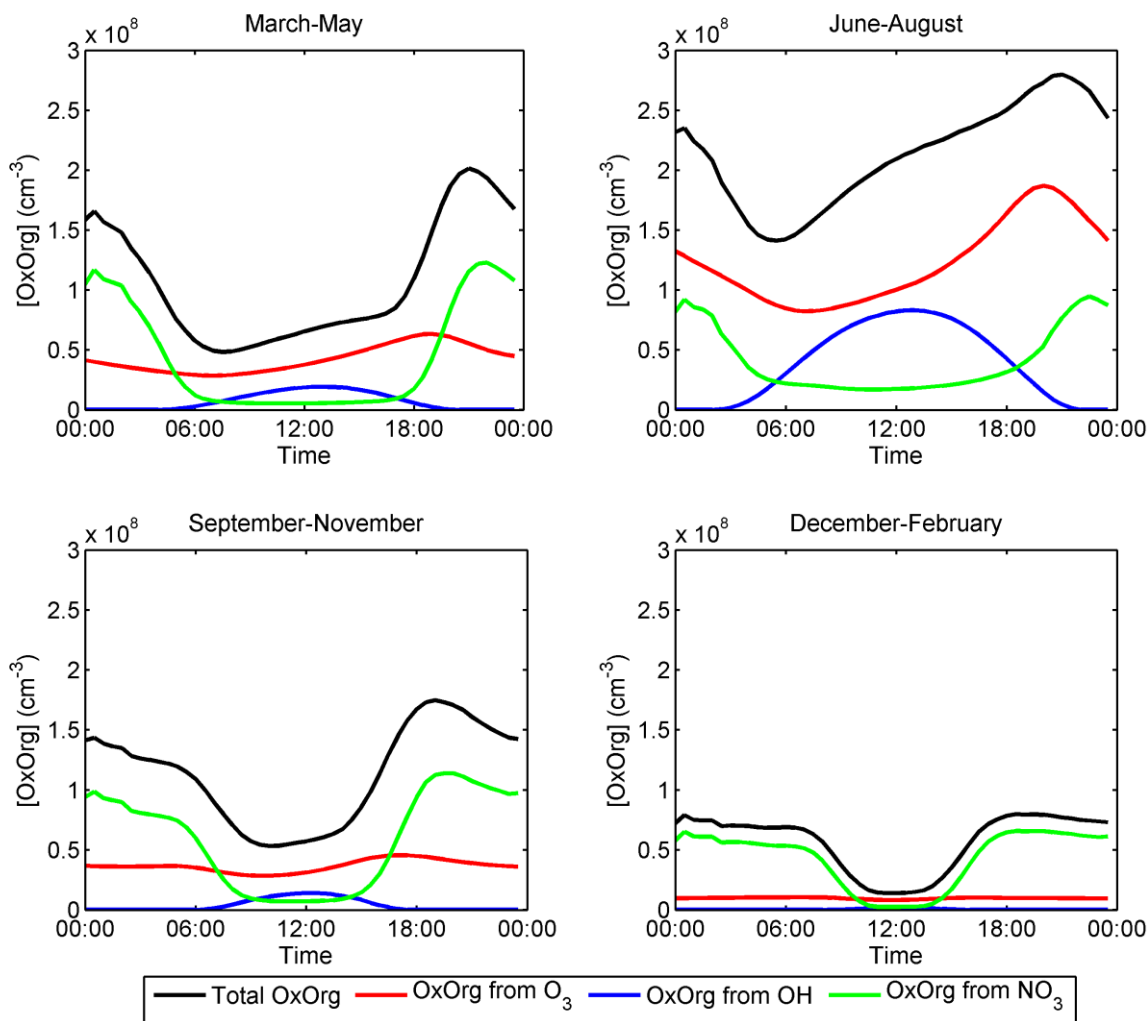 March-May
x 10^8
3
2.5
2
1.5
1
0.5
0
[OxOrg] (cm^-3)
00:00 06:00 12:00 18:00 00:00
Time
June-August
x 10^8
3
2.5
2
1.5
1
0.5
0
[OxOrg] (cm^-3)
00:00 06:00 12:00 18:00 00:00
Time
September-November
x 10^8
3
2.5
2
1.5
1
0.5
0
[OxOrg] (cm^-3)
00:00 06:00 12:00 18:00 00:00
Time
December-February
x 10^8
3
2.5
2
1.5
1
0.5
0
[OxOrg] (cm^-3)
00:00 06:00 12:00 18:00 00:00
Time
Total OxOrg OxOrg from O_3 OxOrg from OH OxOrg from NO_3